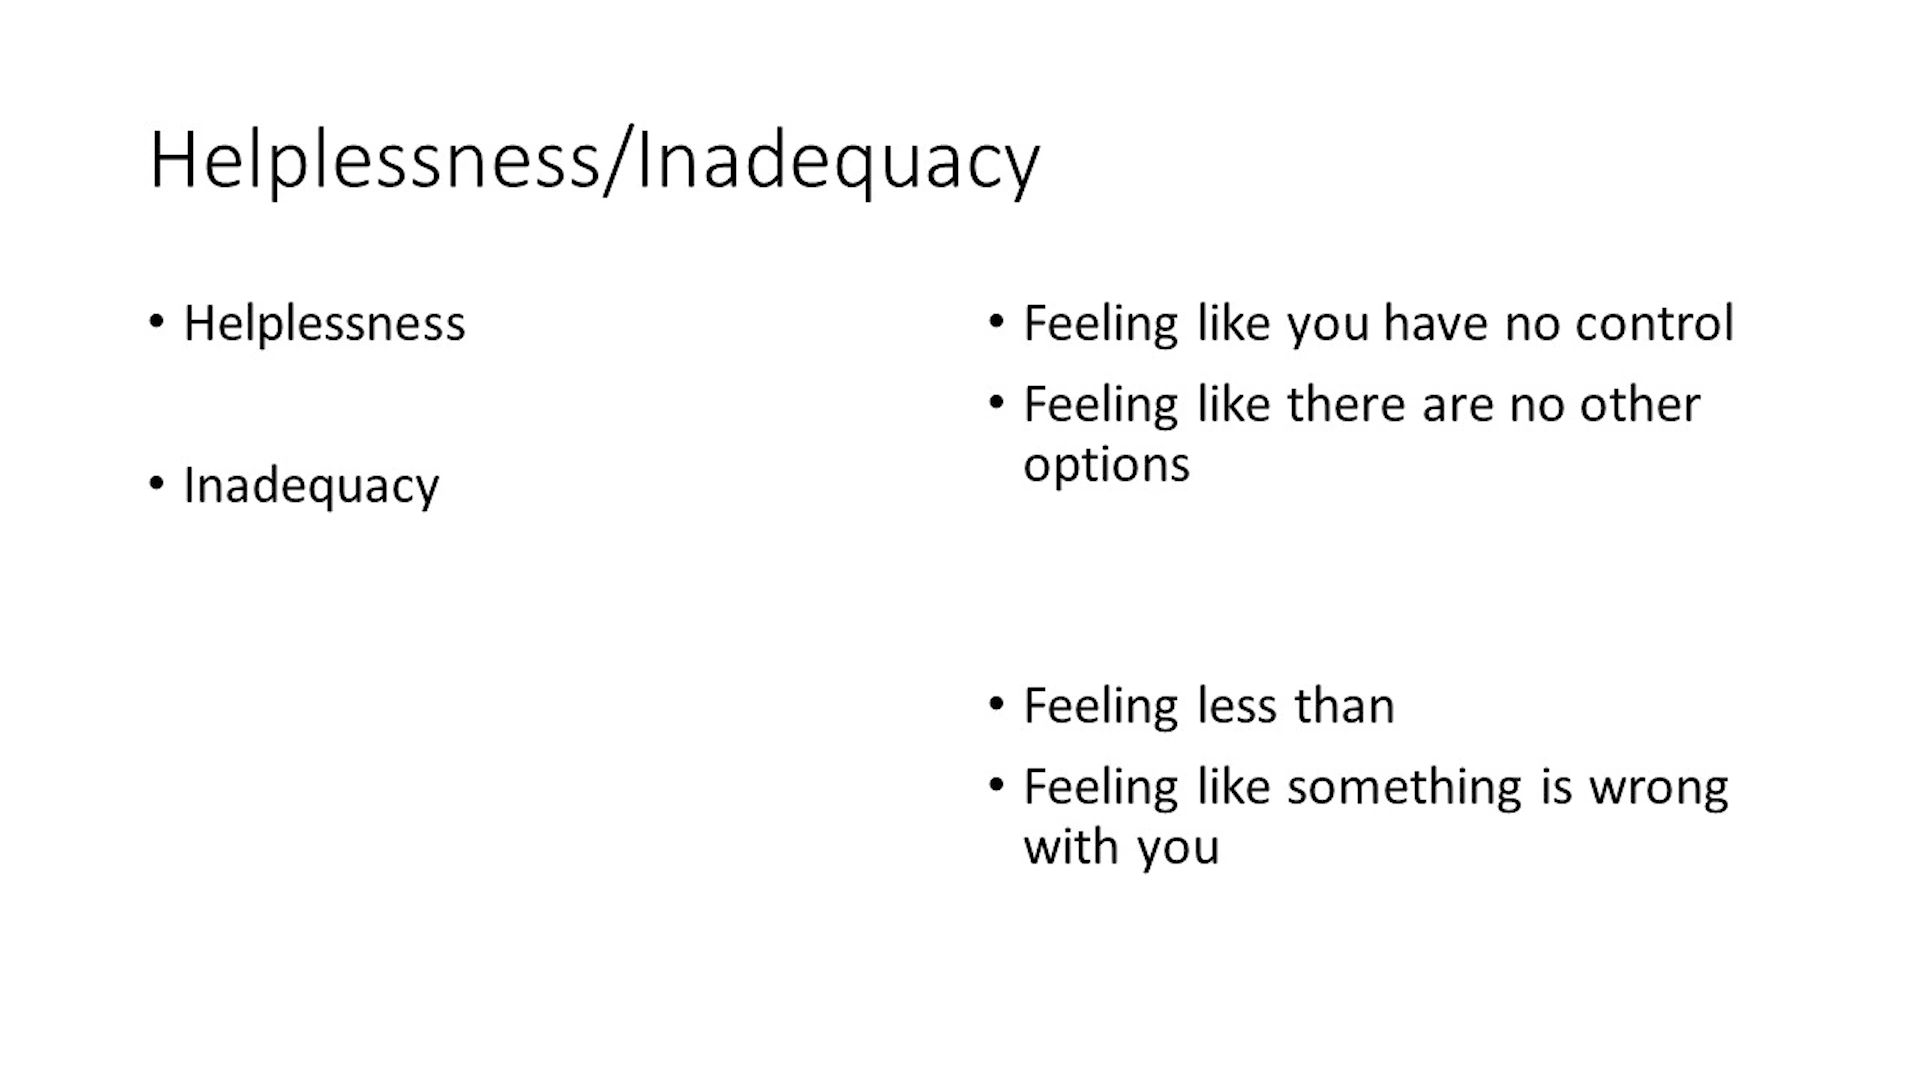 Helplessness/Inadequacy
• Helplessness
• Inadequacy
• Feeling like you have no control
• Feeling like there are no other
options
• Feeling less than
• Feeling like something is wrong
with you